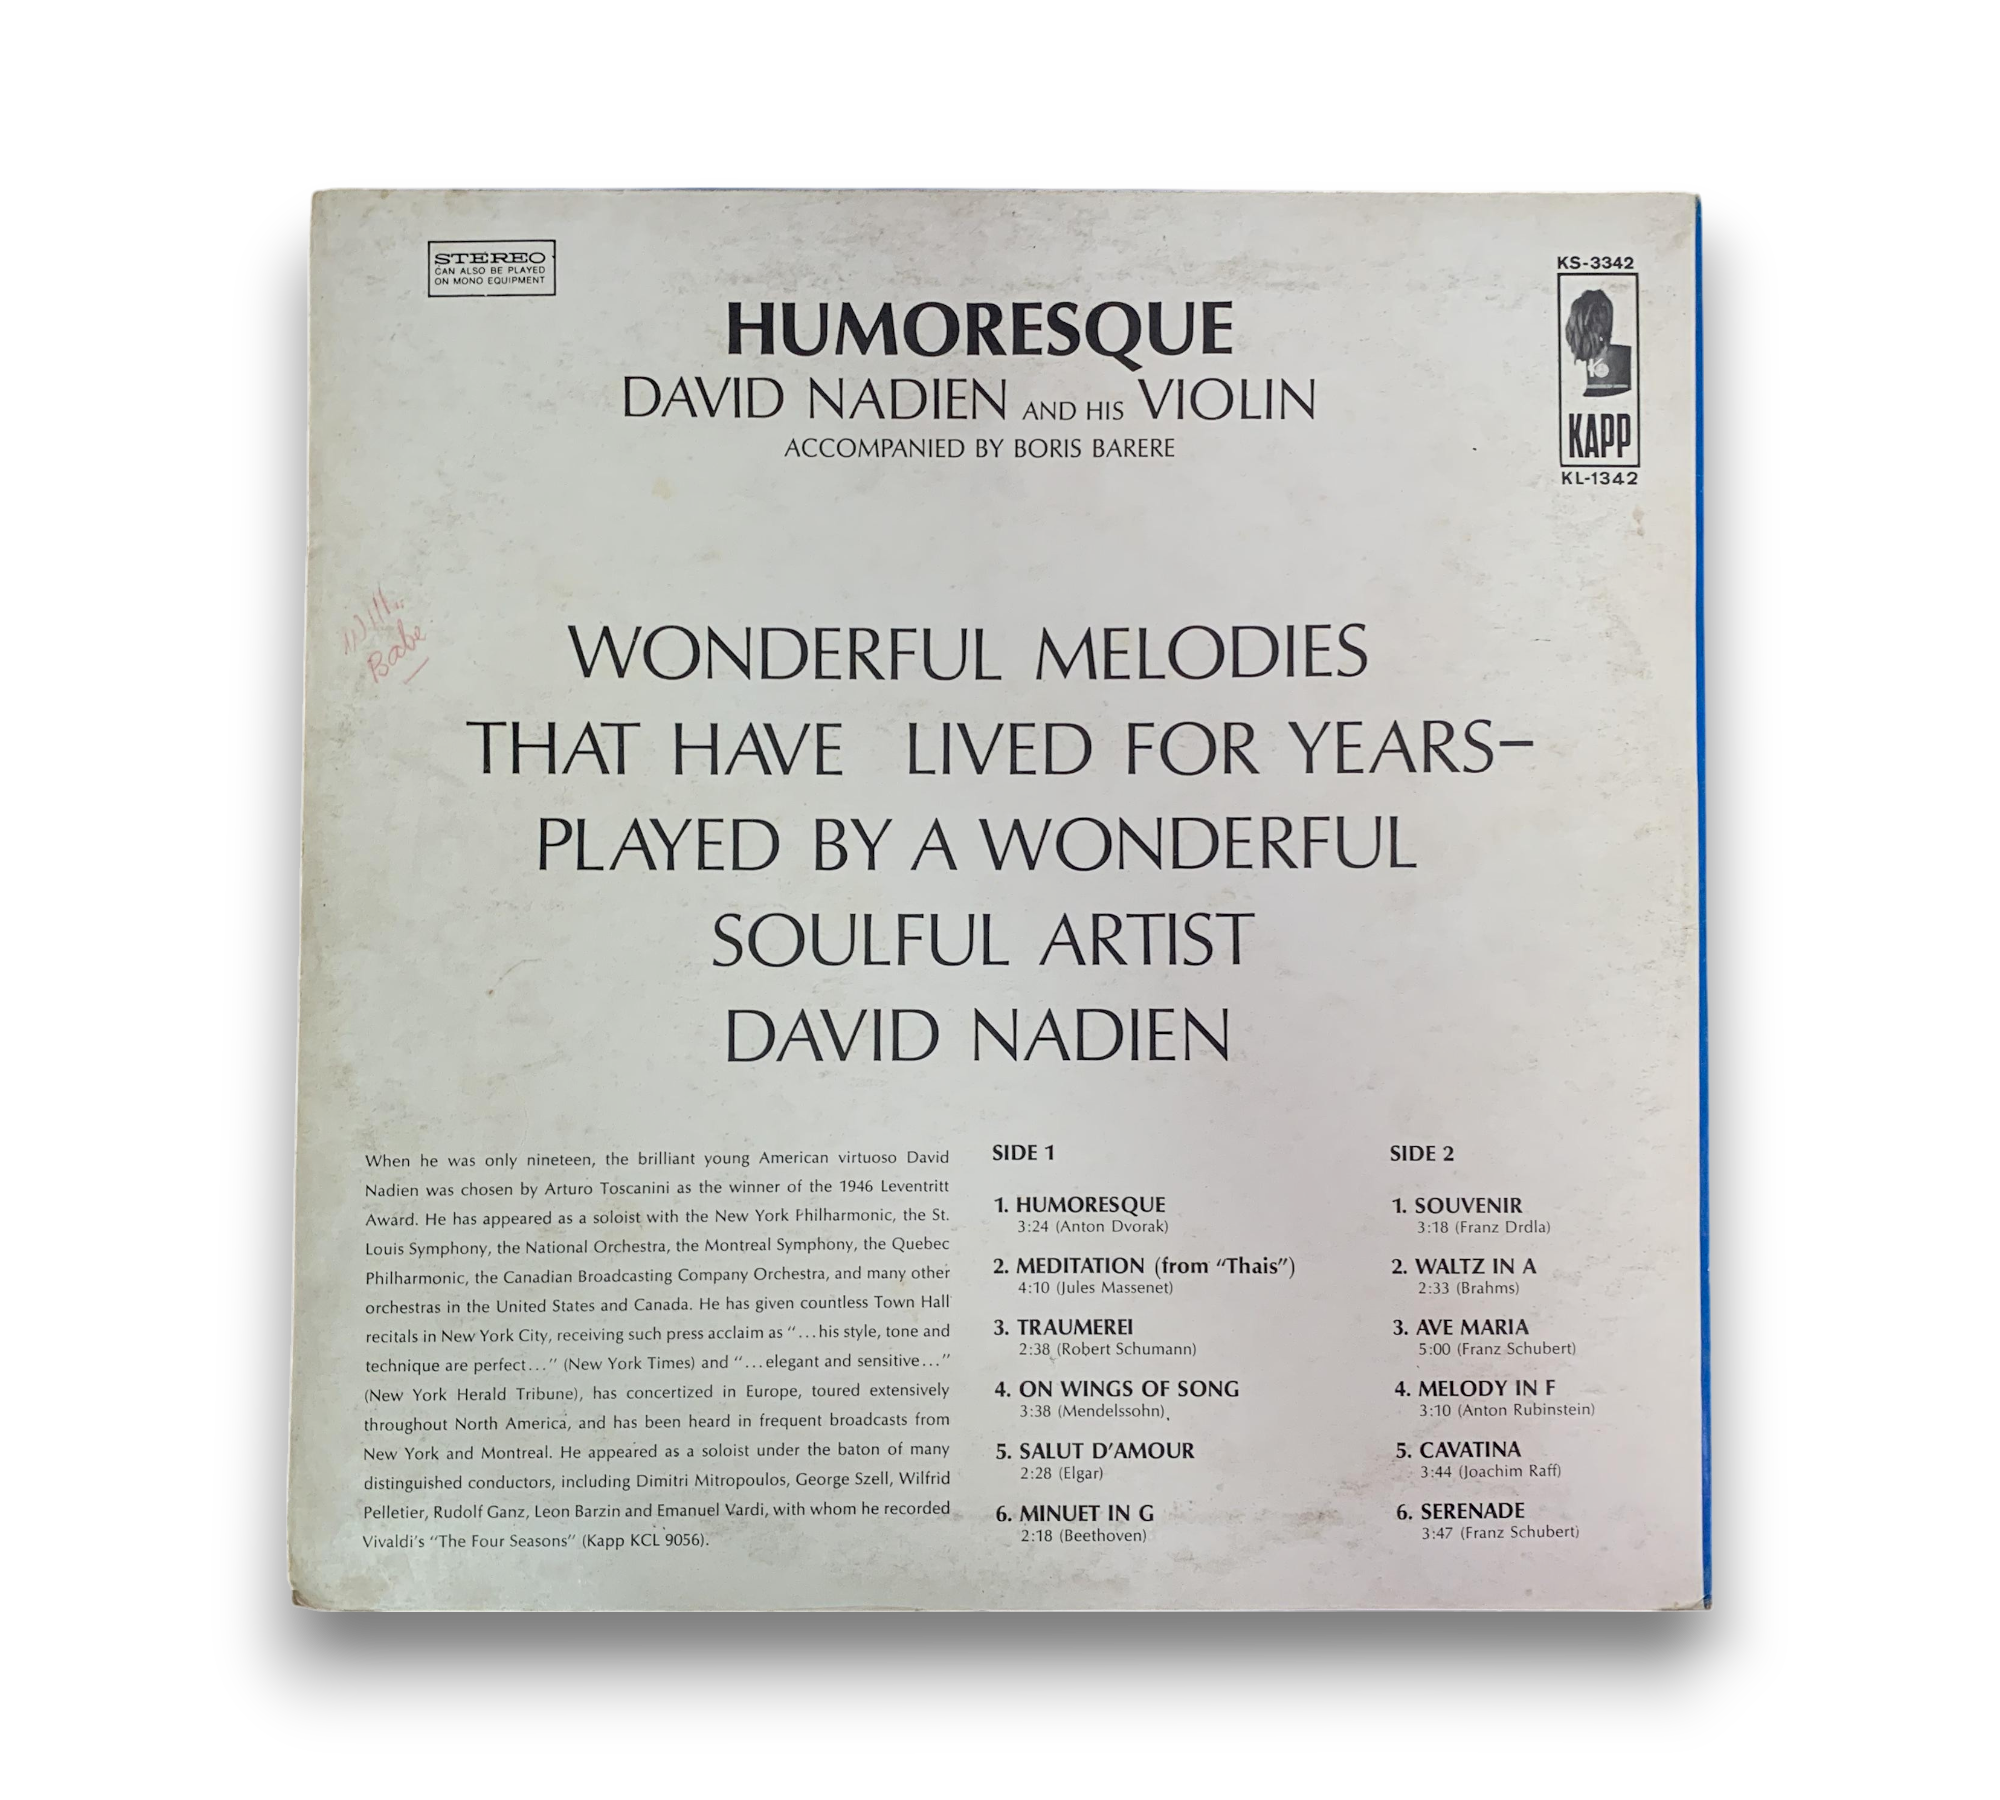 STEREO
CAN ALSO BE PLAYED
ON MONO EQUIPMENT
HUMORESQUE
DAVID NADIEN AND HIS VIOLIN
ACCOMPANIED BY BORIS BARERE
KS-3342
KAPP
KL-1342
Babe
WONDERFUL MELODIES
THAT HAVE LIVED FOR YEARS–
PLAYED BY A WONDERFUL
SOULFUL ARTIST
DAVID NADIEN
When he was only nineteen, the brilliant young American virtuoso David
Nadien was chosen by Arturo Toscanini as the winner of the 1946 Leventritt
Award. He has appeared as a soloist with the New York Philharmonic, the St.
Louis Symphony, the National Orchestra, the Montreal Symphony, the Quebec
Philharmonic, the Canadian Broadcasting Company Orchestra, and many other
orchestras in the United States and Canada. He has given countless Town Hall
recitals in New York City, receiving such press acclaim as "...his style, tone and
technique are perfect..." (New York Times) and "...elegant and sensitive..."
(New York Herald Tribune), has concertized in Europe, toured extensively
throughout North America, and has been heard in frequent broadcasts from
New York and Montreal. He appeared as a soloist under the baton of many
distinguished conductors, including Dimitri Mitropoulos, George Szell, Wilfrid
Pelletier, Rudolf Ganz, Leon Barzin and Emanuel Vardi, with whom he recorded
Vivaldi's "The Four Seasons" (Kapp KCL 9056).
SIDE 1
1. HUMORESQUE
3:24 (Anton Dvorak)
2. MEDITATION (from "Thais")
4:10 (Jules Massenet)
3. TRAUMEREI
2:38 (Robert Schumann)
4. ON WINGS OF SONG
3:38 (Mendelssohn)
5. SALUT D'AMOUR
2:28 (Elgar)
6. MINUET IN G
2:18 (Beethoven)
SIDE 2
1. SOUVENIR
3:18 (Franz Drdla)
2. WALTZ IN A
2:33 (Brahms)
3. AVE MARIA
5:00 (Franz Schubert)
4. MELODY IN F
3:10 (Anton Rubinstein)
5. CAVATINA
3:44 (Joachim Raff)
6. SERENADE
3:47 (Franz Schubert)